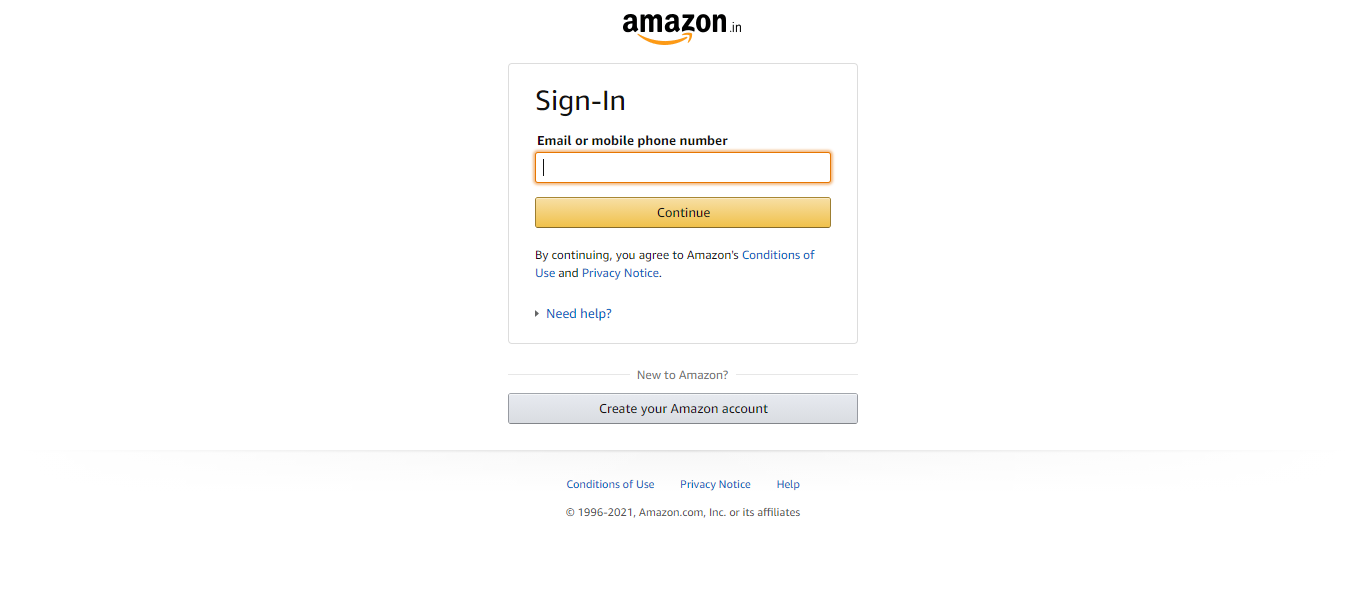 amazon.in
Sign-In
Email or mobile phone number
Continue
By continuing, you agree to Amazon's Conditions of
Use and Privacy Notice.
Need help?
New to Amazon?
Create your Amazon account
Conditions of Use Privacy Notice Help
© 1996-2021, Amazon.com, Inc. or its affiliates